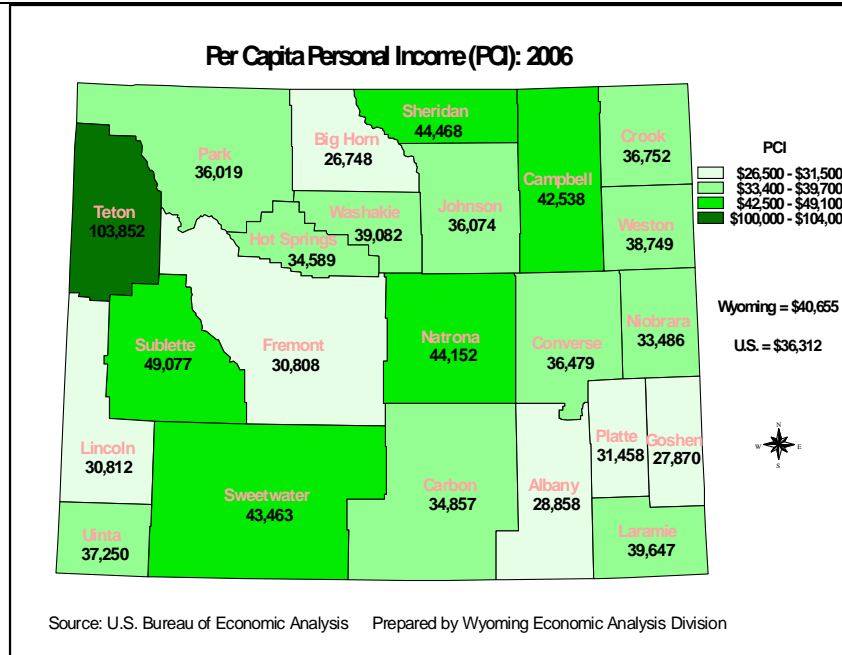 Per Capita Personal Income (PCI): 2006
Sheridan
44,468
Big Horn
26,748
Crook
36,752
Park
36,019
Campbell
42,538
Teton
103,852
Washakie
39,082
Johnson
36,074
Weston
38,749
Hot Springs
34,589
Sublette
49,077
Fremont
30,808
Natrona
44,152
Converse
36,479
Niobrara
33,486
Lincoln
30,812
Platte
31,458
Goshen
27,870
Sweetwater
43,463
Carbon
34,857
Albany
28,858
Uinta
37,250
Laramie
39,647
PCI
$26,500 - $31,500
$33,400 - $39,700
$42,500 - $49,100
$100,000 - $104,00
Wyoming = $40,655
U.S. = $36,312
N
W E
S
Source: U.S. Bureau of Economic Analysis Prepared by Wyoming Economic Analysis Division